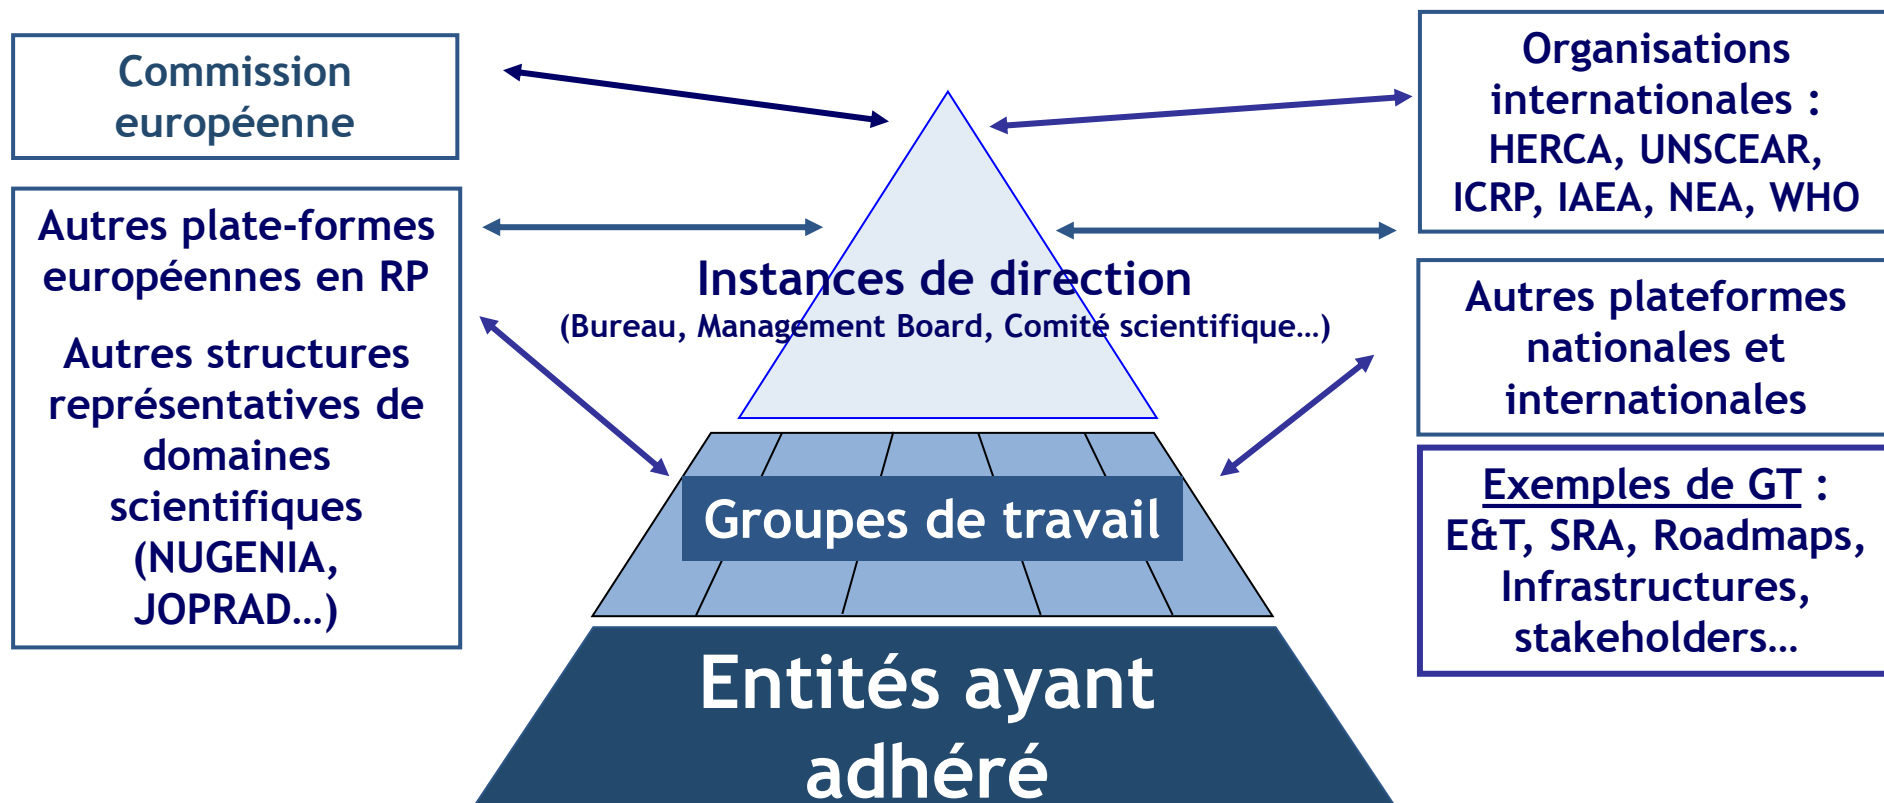 Commission
européenne
Autres plate-formes
européennes en RP
Autres structures
représentatives de
domaines
scientifiques
(NUGENIA,
JOPRAD…)
Instances de direction
(Bureau, Management Board, Comité scientifique…)
Groupes de travail
Entités ayant
adhéré
Organisations
internationales :
HERCA, UNSCEAR,
ICRP, IAEA, NEA, WHO
Autres plateformes
nationales et
internationales
Exemples de GT :
E&T, SRA, Roadmaps,
Infrastructures,
stakeholders…